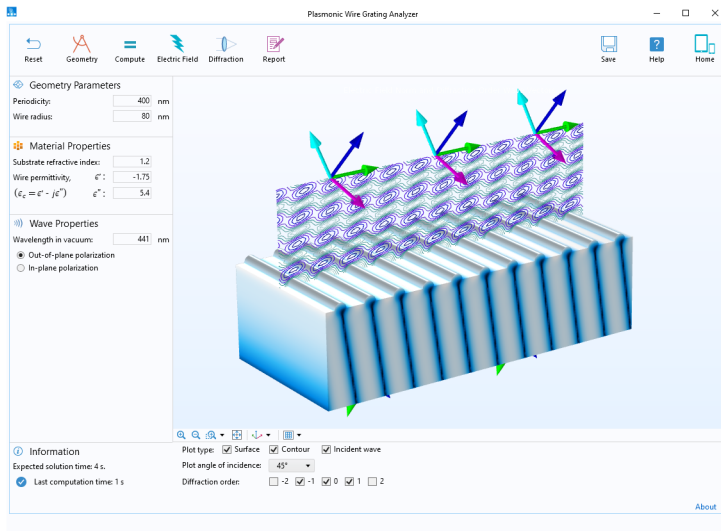 Plasmonic Wire Grating Analyzer
Reset Geometry Compute Electric Field Diffraction Report Save Help Home
Geometry Parameters
Periodicity: 400 nm
Wire radius: 80 nm
Material Properties
Substrate refractive index: 1.2
Wire permittivity, ϵ′: -1.75
(ϵc = ϵ′ - jϵ″) ϵ″: 5.4
Wave Properties
Wavelength in vacuum: 441 nm
Out-of-plane polarization
In-plane polarization
Information
Expected solution time: 4 s.
Last computation time: 1 s
Plot type: Surface Contour Incident wave
Plot angle of incidence: 45°
Diffraction order: -2 -1 0 1 2
About